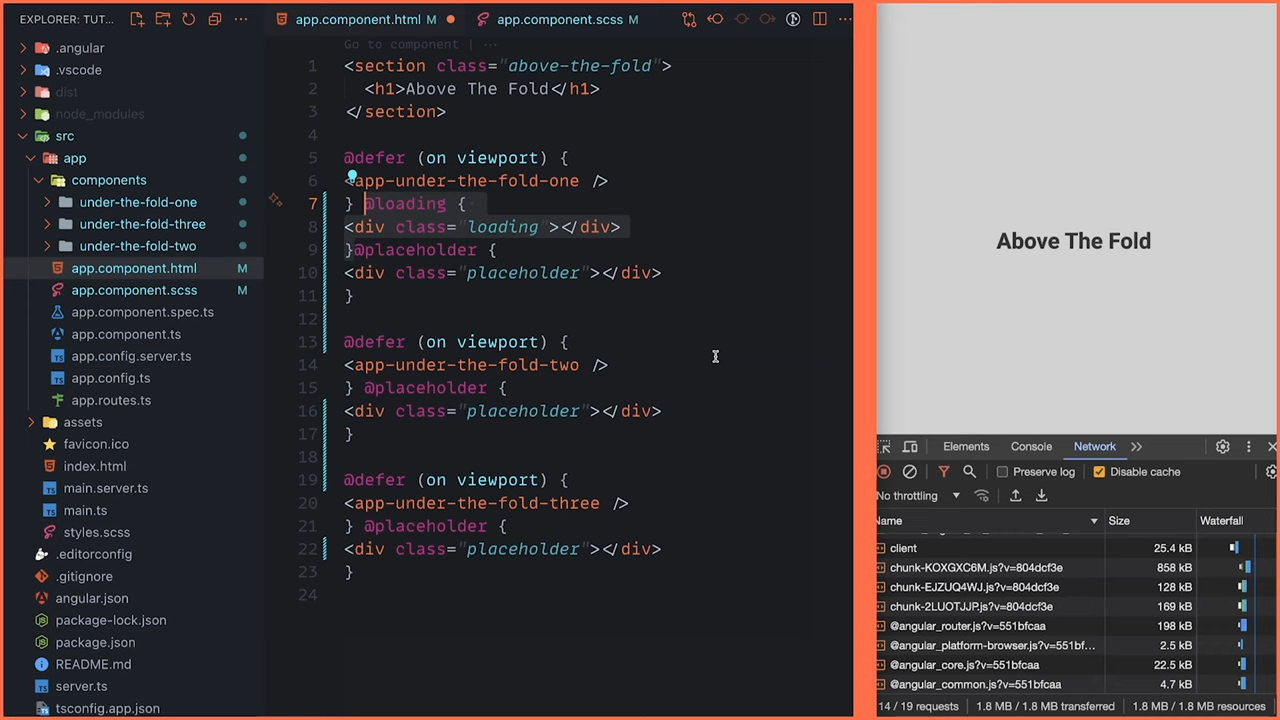 EXPLORER: TUT...
.angular
.vscode
dist
node_modules
src
app
components
under-the-fold-one
under-the-fold-three
under-the-fold-two
app.component.html M
app.component.scss M
app.component.spec.ts
app.component.ts
app.config.server.ts
app.config.ts
app.routes.ts
assets
favicon.ico
index.html
main.server.ts
main.ts
styles.scss
.editorconfig
.gitignore
angular.json
package-lock.json
package.json
README.md
server.ts
tsconfig.app.json
app.component.html M
app.component.scss M
Go to component | ...
1 <section class="above-the-fold">
2 <h1>Above The Fold</h1>
3 </section>
4
5 @defer (on viewport) {
6 <app-under-the-fold-one />
7 } @loading {
8 <div class="loading"></div>
9 }@placeholder {
10 <div class="placeholder"></div>
11 }
12
13 @defer (on viewport) {
14 <app-under-the-fold-two />
15 } @placeholder {
16 <div class="placeholder"></div>
17 }
18
19 @defer (on viewport) {
20 <app-under-the-fold-three />
21 } @placeholder {
22 <div class="placeholder"></div>
23 }
24
Above The Fold
Elements Console Network
Preserve log Disable cache
No throttling
Name Size Waterfall
client 25.4 kB
chunk-KOXGXC6M.js?v=804dcf3e 858 kB
chunk-EJZUQ4WJ.js?v=804dcf3e 128 kB
chunk-2LUOTJJP.js?v=804dcf3e 169 kB
@angular_router.js?v=551bfcaa 198 kB
@angular_platform-browser.js?v=551bf... 2.5 kB
@angular_core.js?v=551bfcaa 22.5 kB
@angular_common.js?v=551bfcaa 4.7 kB
14 / 19 requests 1.8 MB / 1.8 MB transferred 1.8 MB / 1.8 MB resources